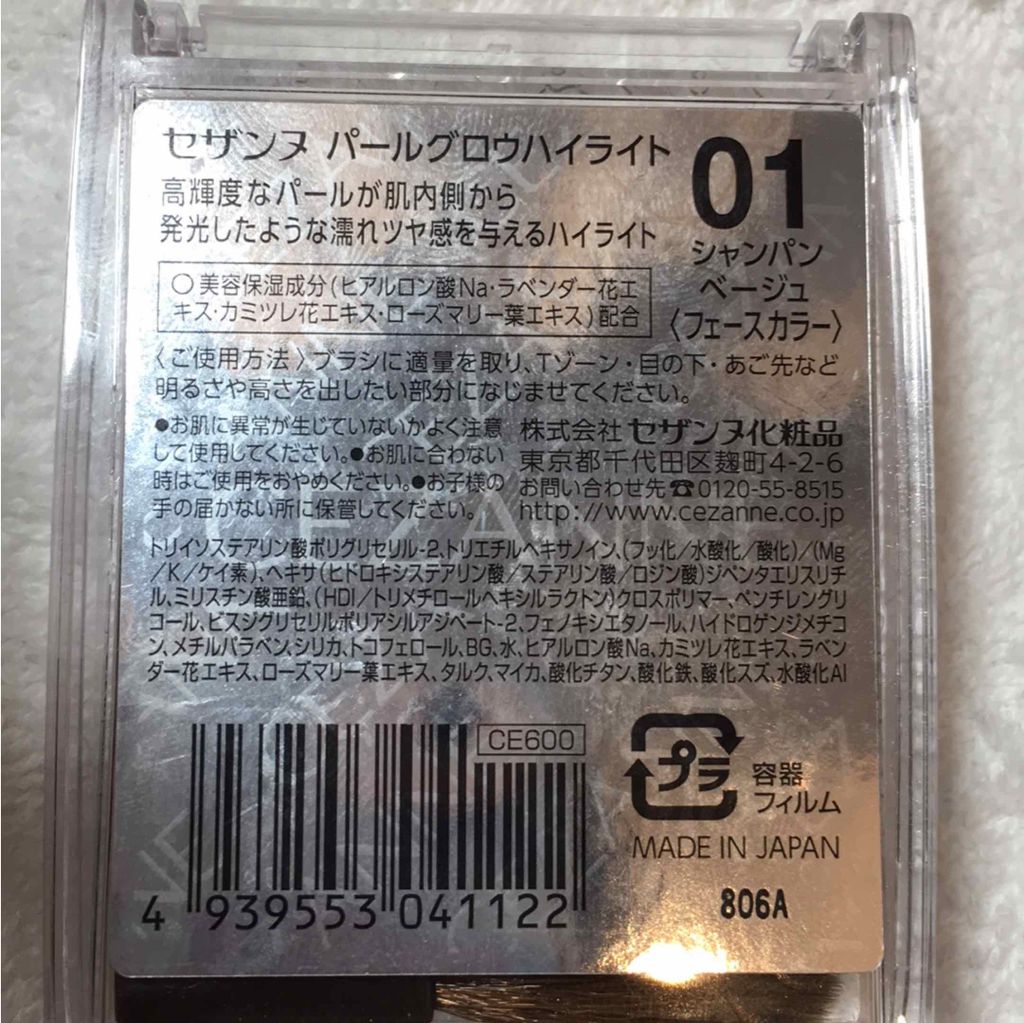 セザンヌ パールグロウハイライト
01
高輝度なパールが肌内側から
発光したような濡れツヤ感を与えるハイライト
シャンパン
ベージュ
〈フェースカラー〉
○美容保湿成分(ヒアルロン酸Na・ラベンダー花エ
キス・カミツレ花エキス・ローズマリー葉エキス)配合
〈ご使用方法〉ブラシに適量を取り、Tゾーン・目の下・あご先など
明るさや高さを出したい部分になじませてください。
●お肌に異常が生じていないかよく注意
して使用してください。●お肌に合わない
時はご使用をおやめください。●お子様の
手の届かない所に保管してください。
株式会社 セザンヌ化粧品
東京都千代田区麹町4-2-6
お問い合わせ先☎0120-55-8515
http://www.cezanne.co.jp
トリイソステアリン酸ポリグリセリル-2、トリエチルヘキサノイン、(フッ化/水酸化/酸化)/(Mg
/K/ケイ素)、ヘキサ(ヒドロキシステアリン酸/ステアリン酸/ロジン酸)ジペンタエリスリチ
ル、ミリスチン酸亜鉛、(HDI/トリメチロールヘキシルラクトン)クロスポリマー、ペンチレングリ
コール、ビスジグリセリルポリアシルアジペート-2、フェノキシエタノール、ハイドロゲンジメチコ
ン、メチルパラベン、シリカ、トコフェロール、BG、水、ヒアルロン酸Na、カミツレ花エキス、ラベン
ダー花エキス、ローズマリー葉エキス、タルク、マイカ、酸化チタン、酸化鉄、酸化スズ、水酸化Al
CE600
プラ
容器
フィルム
MADE IN JAPAN
4 939553 041122
806A